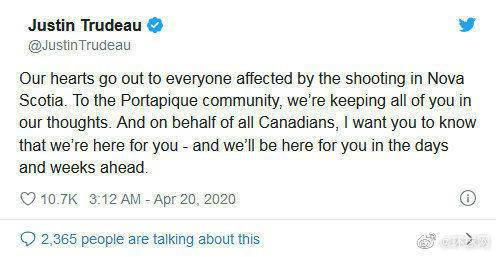 Justin Trudeau
@JustinTrudeau
Our hearts go out to everyone affected by the shooting in Nova
Scotia. To the Portapique community, we're keeping all of you in
our thoughts. And on behalf of all Canadians, I want you to know
that we're here for you - and we'll be here for you in the days
and weeks ahead.
10.7K 3:12 AM - Apr 20, 2020
2,365 people are talking about this
@环球网